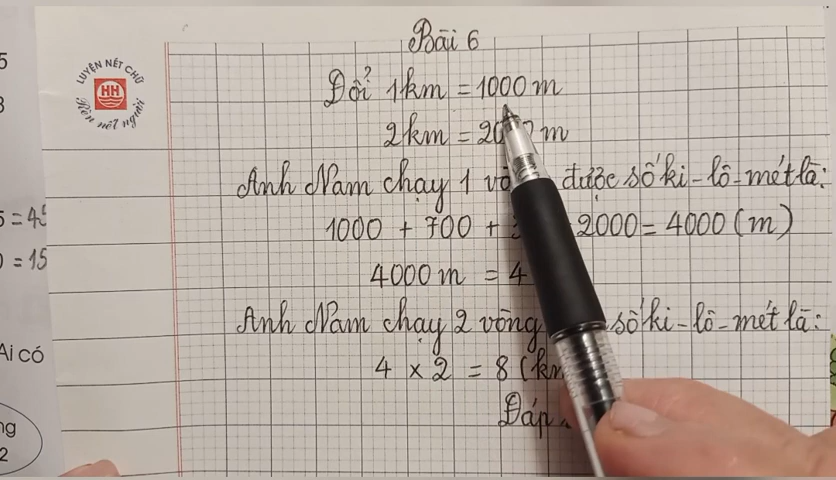 5
3
5 = 45
0 = 15
Ai có
ng
2
LUYỆN NÉT CHỮ
HH
Rèn nết người
Bài 6
Đổi 1km = 1000 m
2km = m
Anh Nam chạy 1 được số ki-lô-mét là:
1000 + 700 + 2000 = 4000 (m)
4000 m = 4
Anh Nam chạy 2 vòng số ki-lô-mét là:
4 × 2 = 8 (km
Đáp